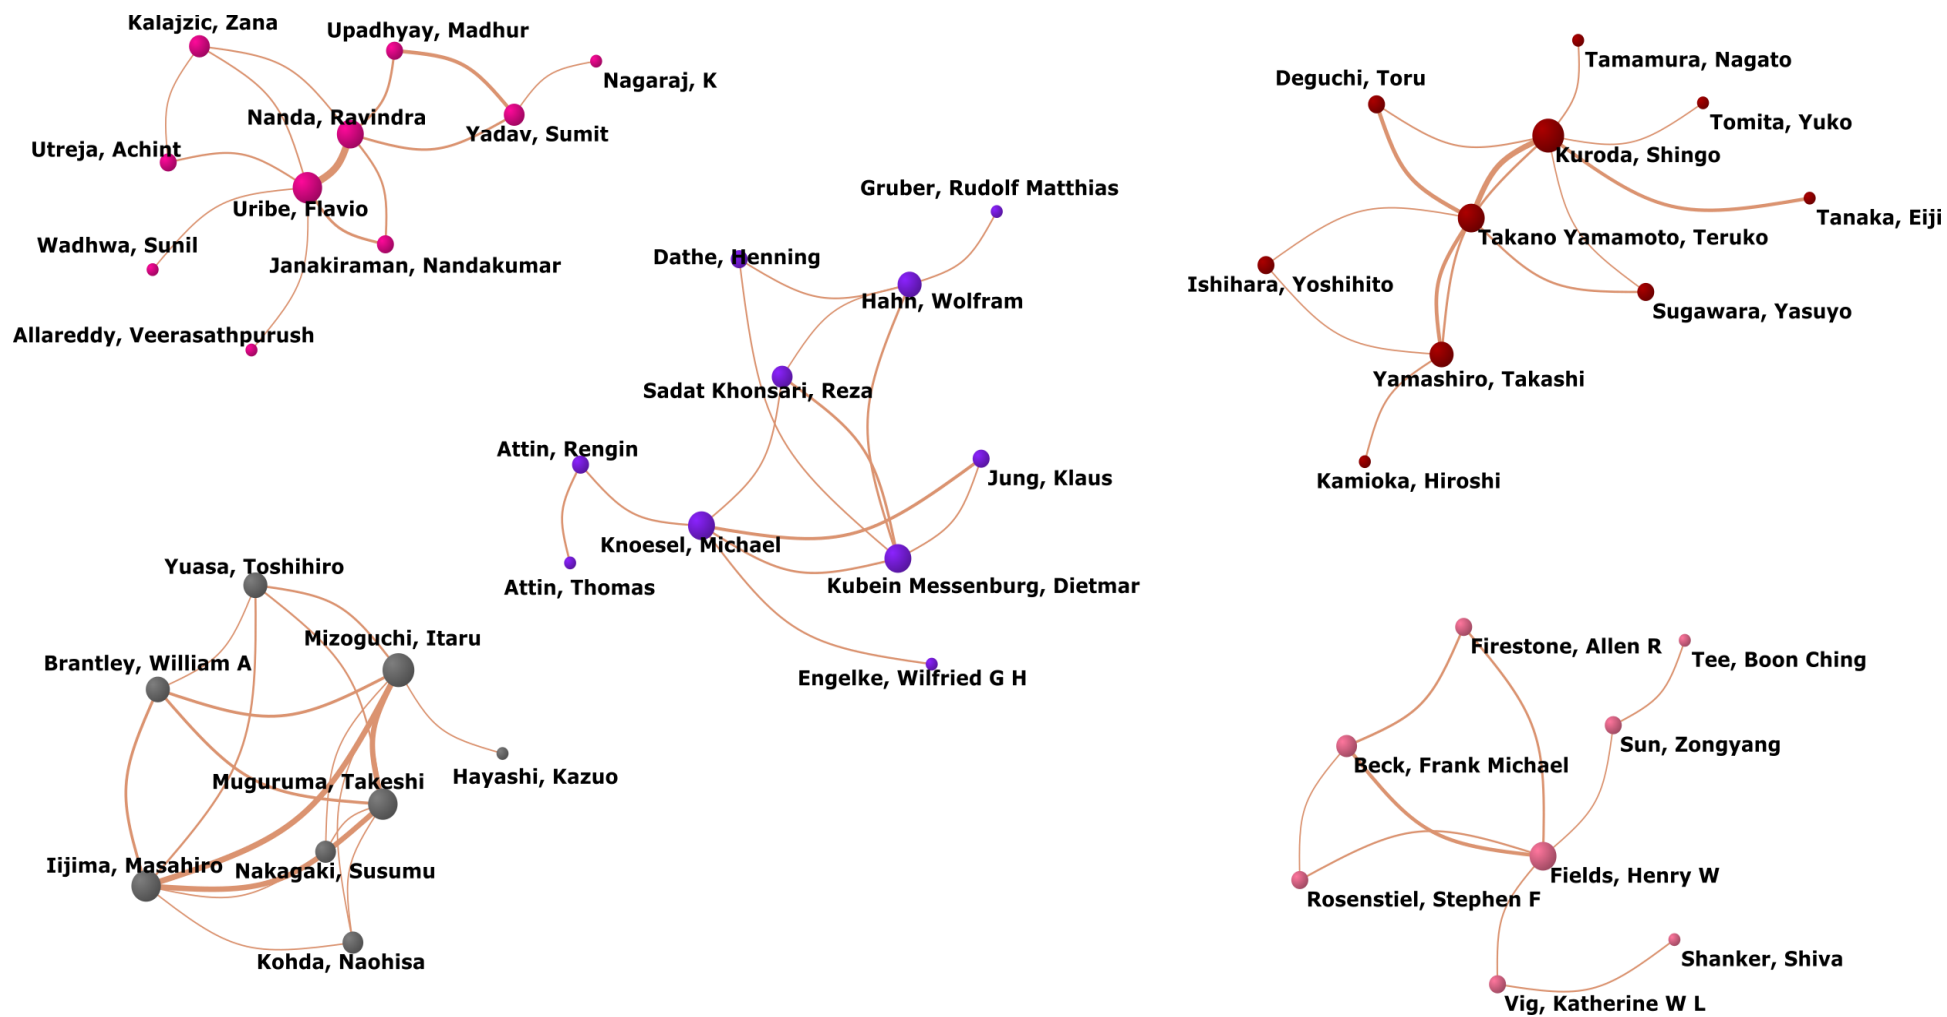 Kalajzic, Zana
Upadhyay, Madhur
Nagaraj, K
Nanda, Ravindra
Yadav, Sumit
Utreja, Achint
Uribe, Flavio
Wadhwa, Sunil
Janakiraman, Nandakumar
Allareddy, Veerasathpurush
Gruber, Rudolf Matthias
Dathe, Henning
Hahn, Wolfram
Sadat Khonsari, Reza
Attin, Rengin
Jung, Klaus
Knoesel, Michael
Attin, Thomas
Kubein Messenburg, Dietmar
Engelke, Wilfried G H
Tamamura, Nagato
Deguchi, Toru
Tomita, Yuko
Kuroda, Shingo
Tanaka, Eiji
Takano Yamamoto, Teruko
Ishihara, Yoshihito
Sugawara, Yasuyo
Yamashiro, Takashi
Kamioka, Hiroshi
Yuasa, Toshihiro
Mizoguchi, Itaru
Brantley, William A
Hayashi, Kazuo
Muguruma, Takeshi
Iijima, Masahiro
Nakagaki, Susumu
Kohda, Naohisa
Firestone, Allen R
Tee, Boon Ching
Sun, Zongyang
Beck, Frank Michael
Fields, Henry W
Rosenstiel, Stephen F
Shanker, Shiva
Vig, Katherine W L